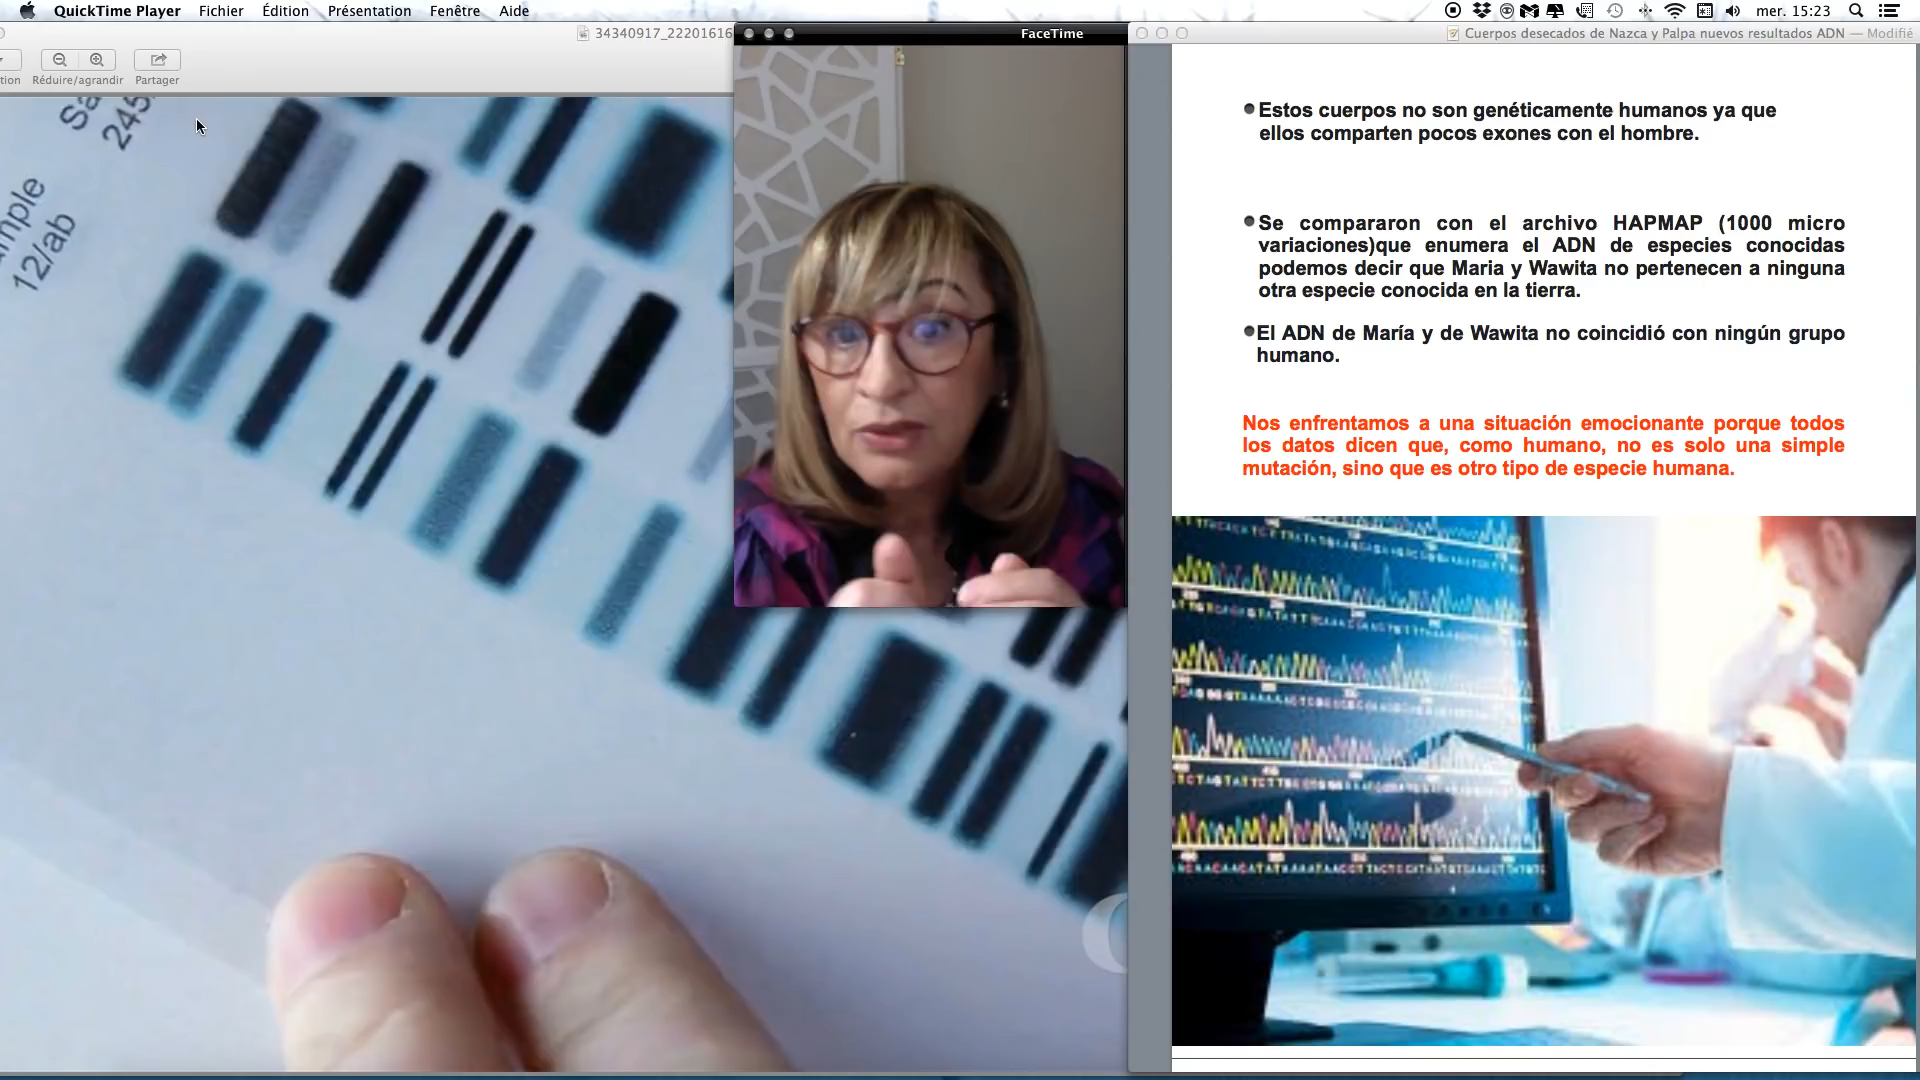 QuickTime Player Fichier Édition Présentation Fenêtre Aide
mer. 15:23
34340917_22201616
FaceTime
Cuerpos desecados de Nazca y Palpa nuevos resultados ADN — Modifié
Réduire/agrandir Partager
12/ab
Estos cuerpos no son genéticamente humanos ya que
ellos comparten pocos exones con el hombre.
Se compararon con el archivo HAPMAP (1000 micro
variaciones)que enumera el ADN de especies conocidas
podemos decir que Maria y Wawita no pertenecen a ninguna
otra especie conocida en la tierra.
El ADN de María y de Wawita no coincidió con ningún grupo
humano.
Nos enfrentamos a una situación emocionante porque todos
los datos dicen que, como humano, no es solo una simple
mutación, sino que es otro tipo de especie humana.